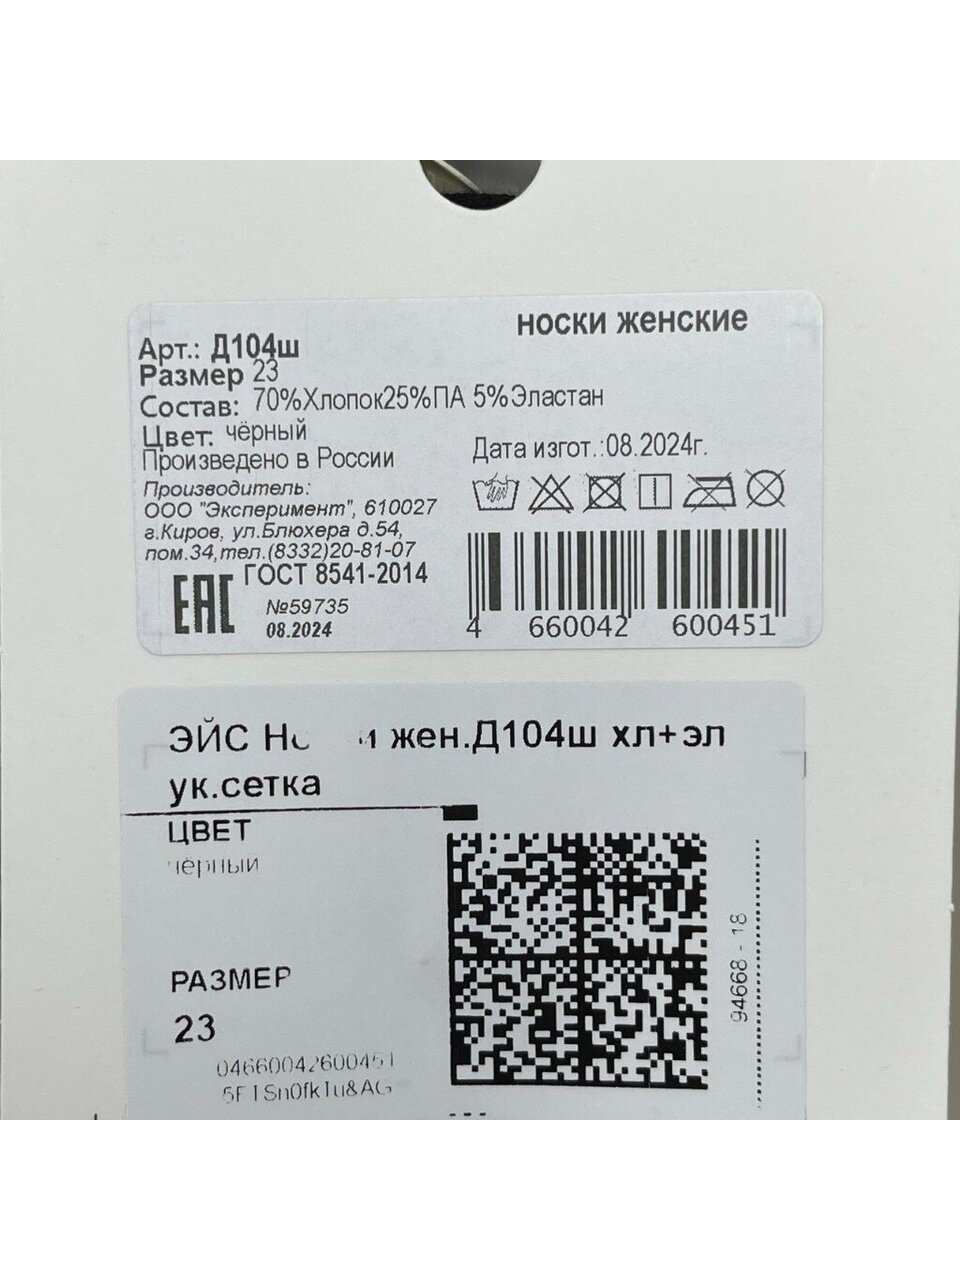 носки женские
Арт.: Д104ш
Размер 23
Состав: 70%Хлопок25%ПА 5%Эластан
Цвет: чёрный
Произведено в России
Дата изгот.:08.2024г.
Производитель:
ООО "Эксперимент", 610027
г.Киров, ул.Блюхера д.54,
пом.34,тел.(8332)20-81-07
ЕАС ГОСТ 8541-2014
№59735
08.2024
4 660042 600451
ЭЙС жен.Д104ш хл+эл
ук.сетка
ЦВЕТ
чёрный
РАЗМЕР
23
94668 - 18
04660042600451